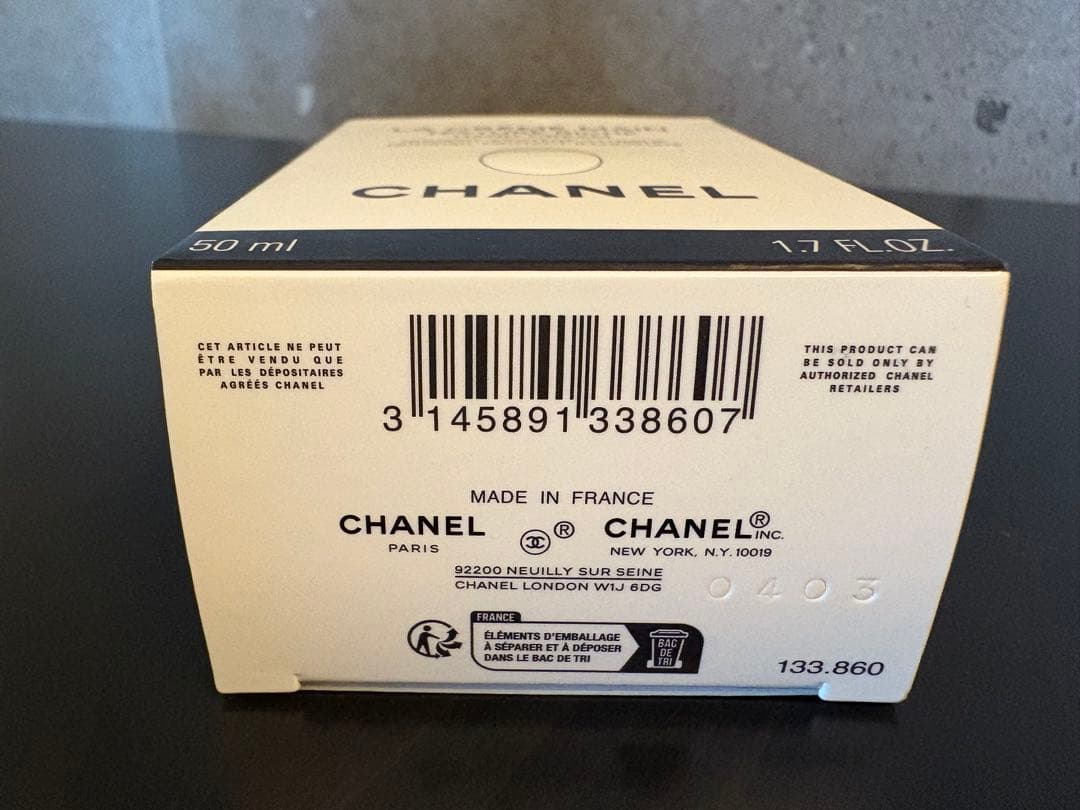 LA CRÈME MAIN
CHANEL
50 ml
1.7 FL.OZ.
CET ARTICLE NE PEUT
ÊTRE VENDU QUE
PAR LES DÉPOSITAIRES
AGRÉÉS CHANEL
THIS PRODUCT CAN
BE SOLD ONLY BY
AUTHORIZED CHANEL
RETAILERS
3 145891 338607
MADE IN FRANCE
CHANEL
PARIS
®
CHANEL® INC.
NEW YORK, N.Y. 10019
92200 NEUILLY SUR SEINE
CHANEL LONDON W1J 6DG
0403
FRANCE
ÉLÉMENTS D'EMBALLAGE
À SÉPARER ET À DÉPOSER
DANS LE BAC DE TRI
BAC
DE
TRI
133.860